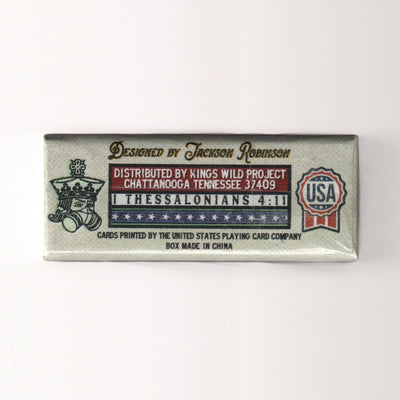 Designed by Jackson Robinson
DISTRIBUTED BY KINGS WILD PROJECT
CHATTANOOGA TENNESSEE 37409
1 THESSALONIANS 4:11
USA
CARDS PRINTED BY THE UNITED STATES PLAYING CARD COMPANY
BOX MADE IN CHINA